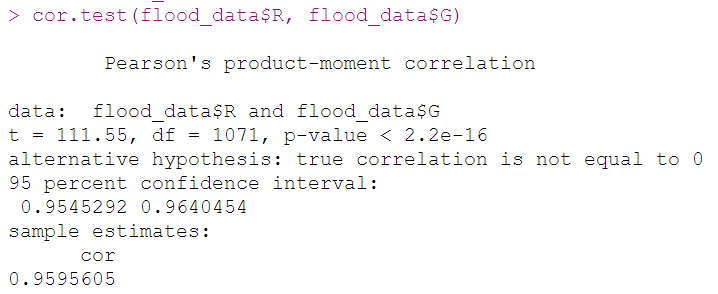 > cor.test(flood_data$R, flood_data$G)
Pearson's product-moment correlation
data:  flood_data$R and flood_data$G
t = 111.55, df = 1071, p-value < 2.2e-16
alternative hypothesis: true correlation is not equal to 0
95 percent confidence interval:
 0.9545292 0.9640454
sample estimates:
cor
0.9595605